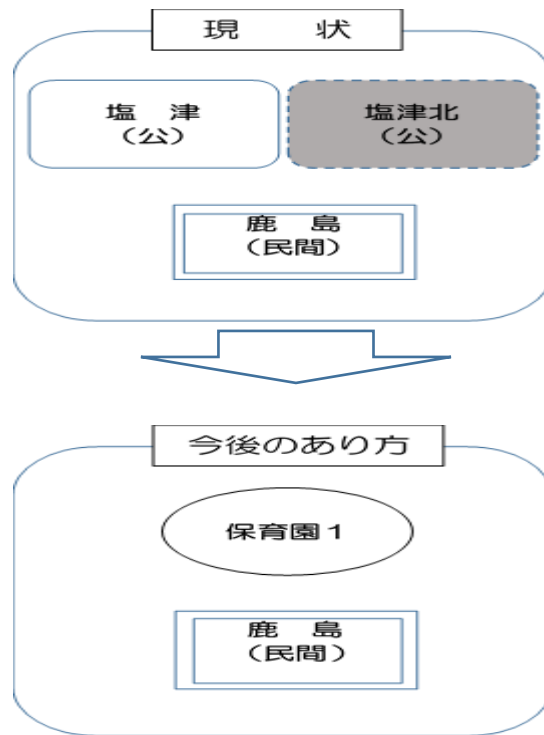 現　　状
塩　津
（公）
塩津北
（公）
鹿　島
（民間）
今後のあり方
保育園１
鹿　島
（民間）